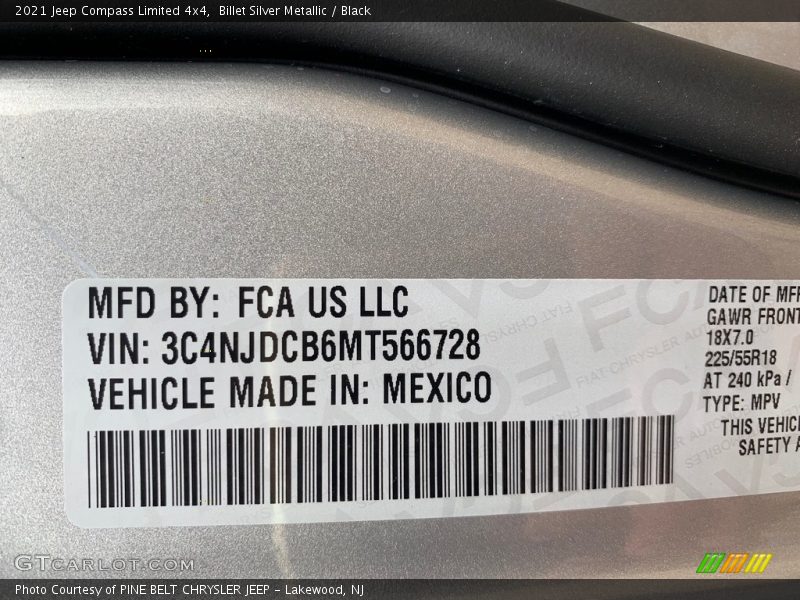 2021 Jeep Compass Limited 4x4, Billet Silver Metallic / Black
MFD BY: FCA US LLC
VIN: 3C4NJDCB6MT566728
VEHICLE MADE IN: MEXICO
DATE OF MFR
GAWR FRONT
18X7.0
225/55R18
AT 240 kPa /
TYPE: MPV
THIS VEHICL
SAFETY A
GTCARLOT.COM
Photo Courtesy of PINE BELT CHRYSLER JEEP – Lakewood, NJ